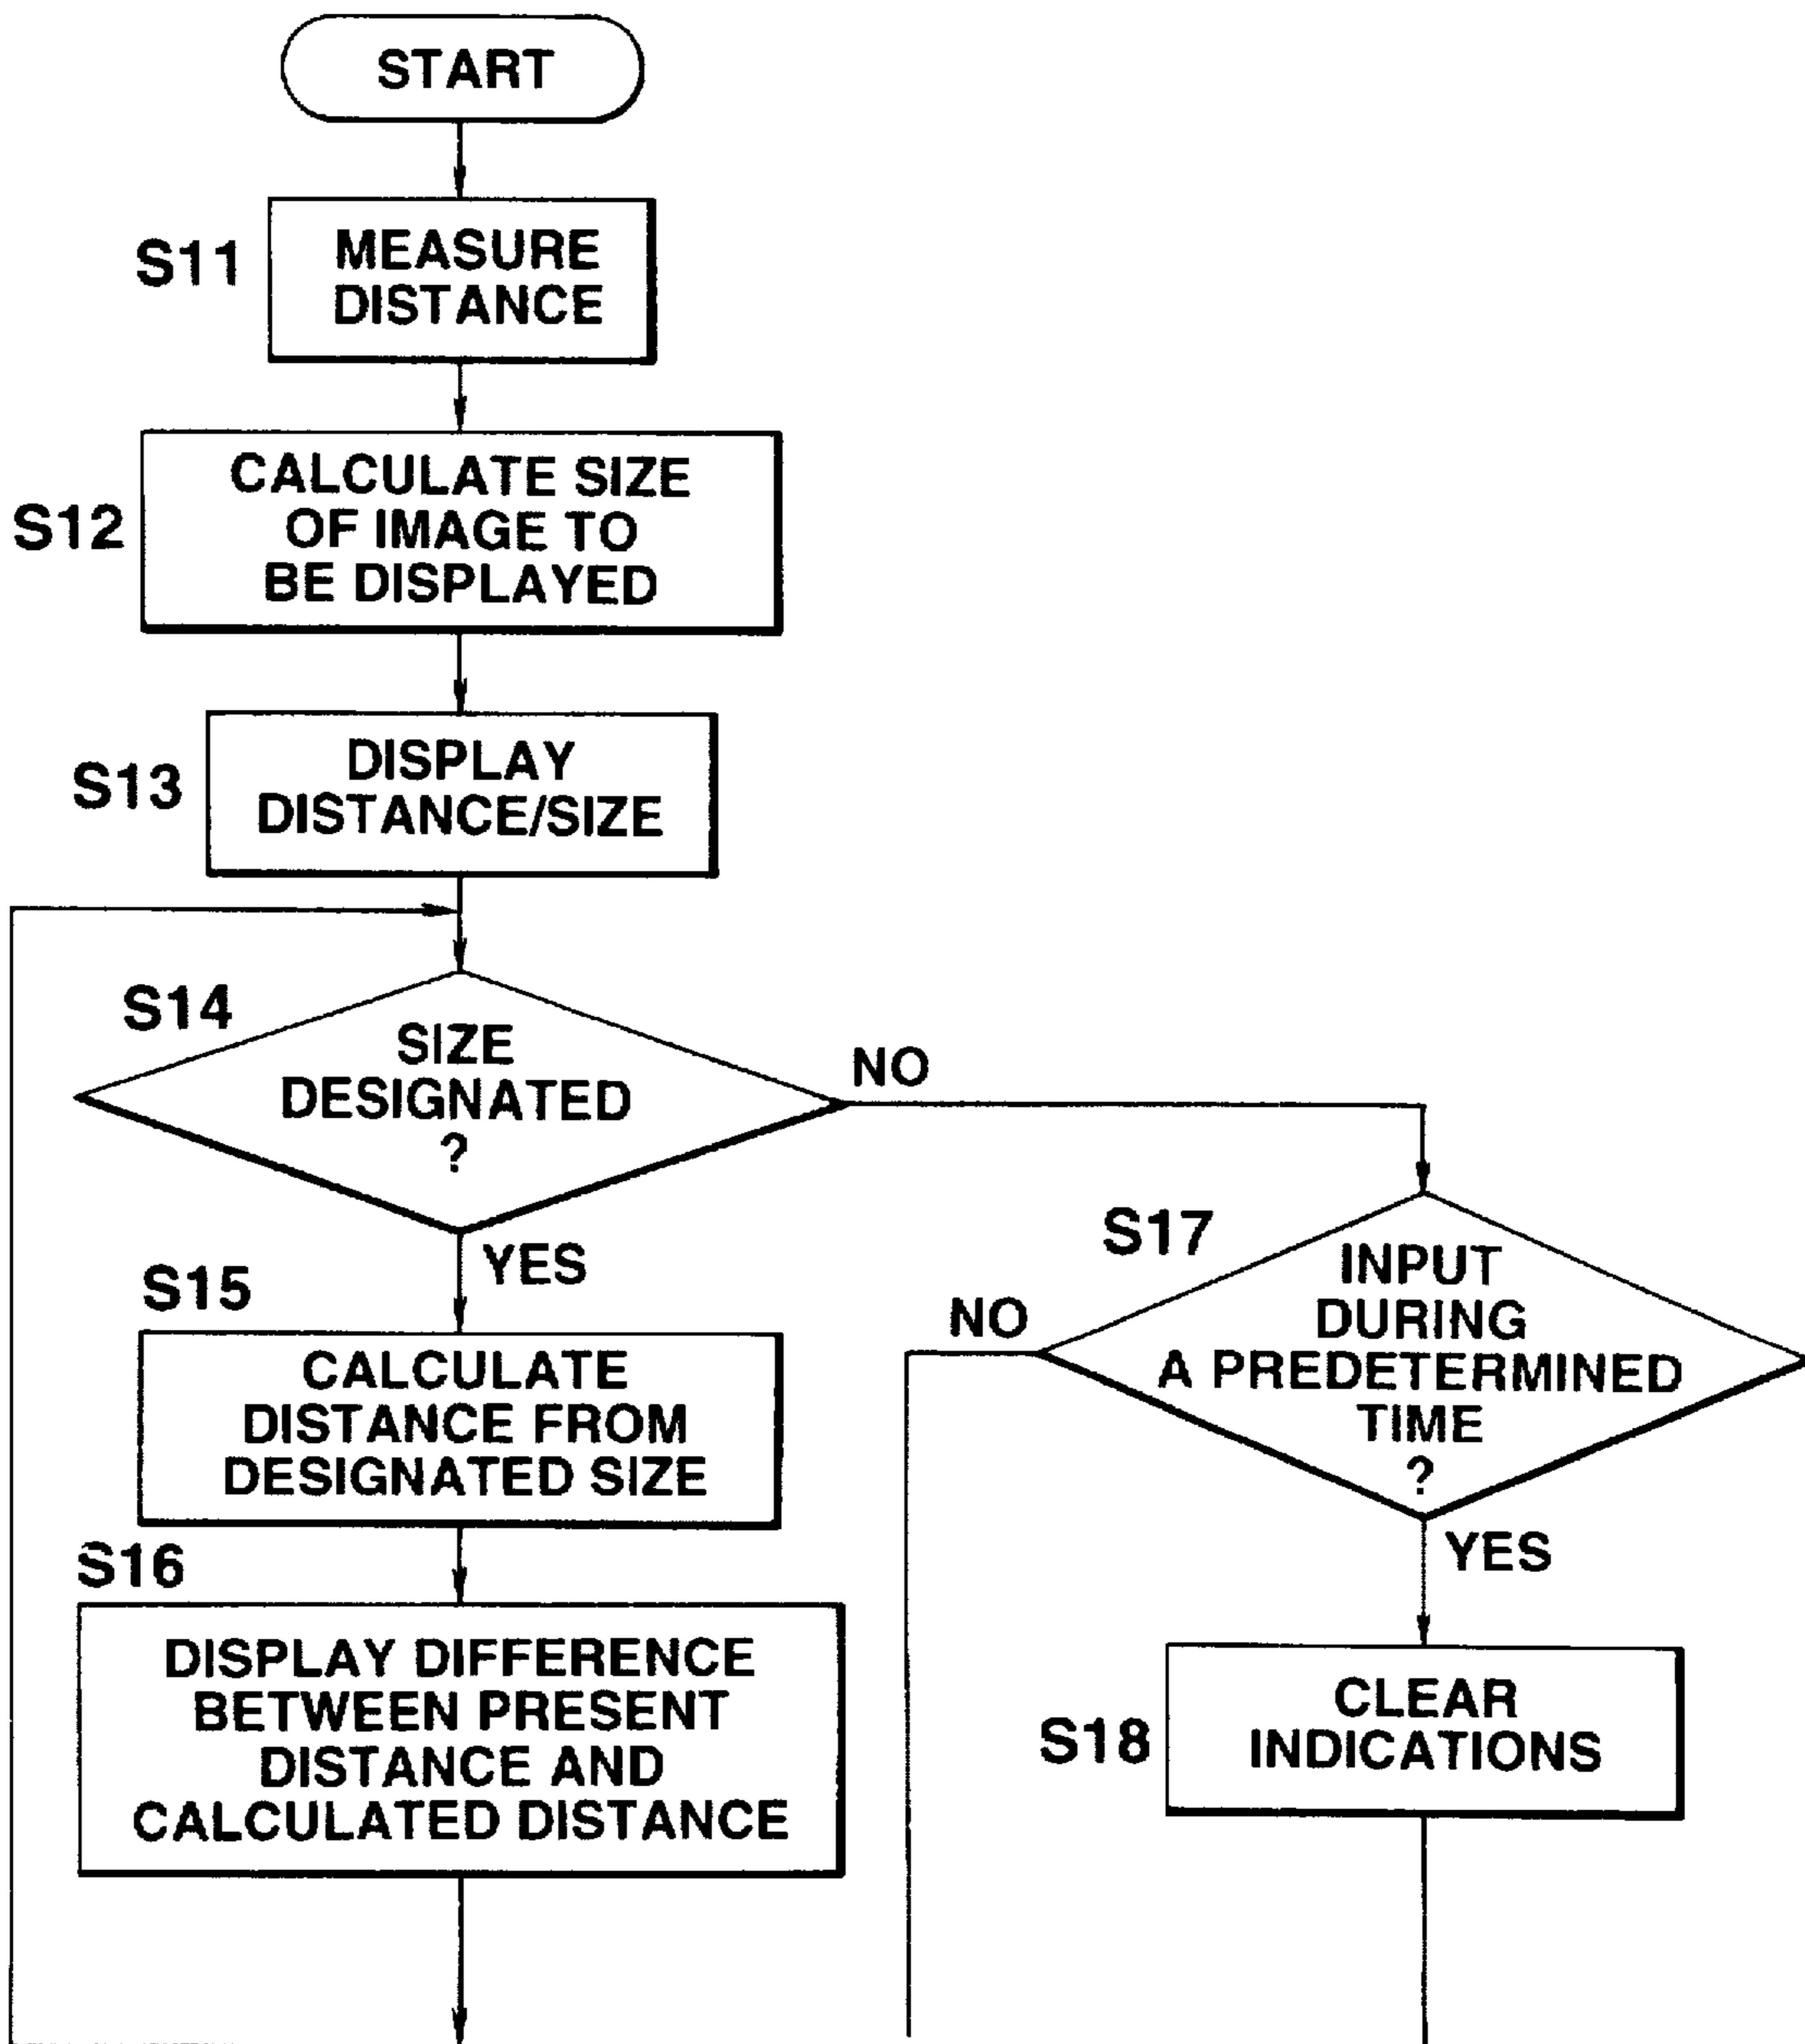 START
S11
MEASURE
DISTANCE
S12
CALCULATE SIZE
OF IMAGE TO
BE DISPLAYED
S13
DISPLAY
DISTANCE/SIZE
S14
SIZE
DESIGNATED
?
NO
YES
S15
CALCULATE
DISTANCE FROM
DESIGNATED SIZE
S16
DISPLAY DIFFERENCE
BETWEEN PRESENT
DISTANCE AND
CALCULATED DISTANCE
S17
INPUT
DURING
A PREDETERMINED
TIME
?
NO
YES
S18
CLEAR
INDICATIONS